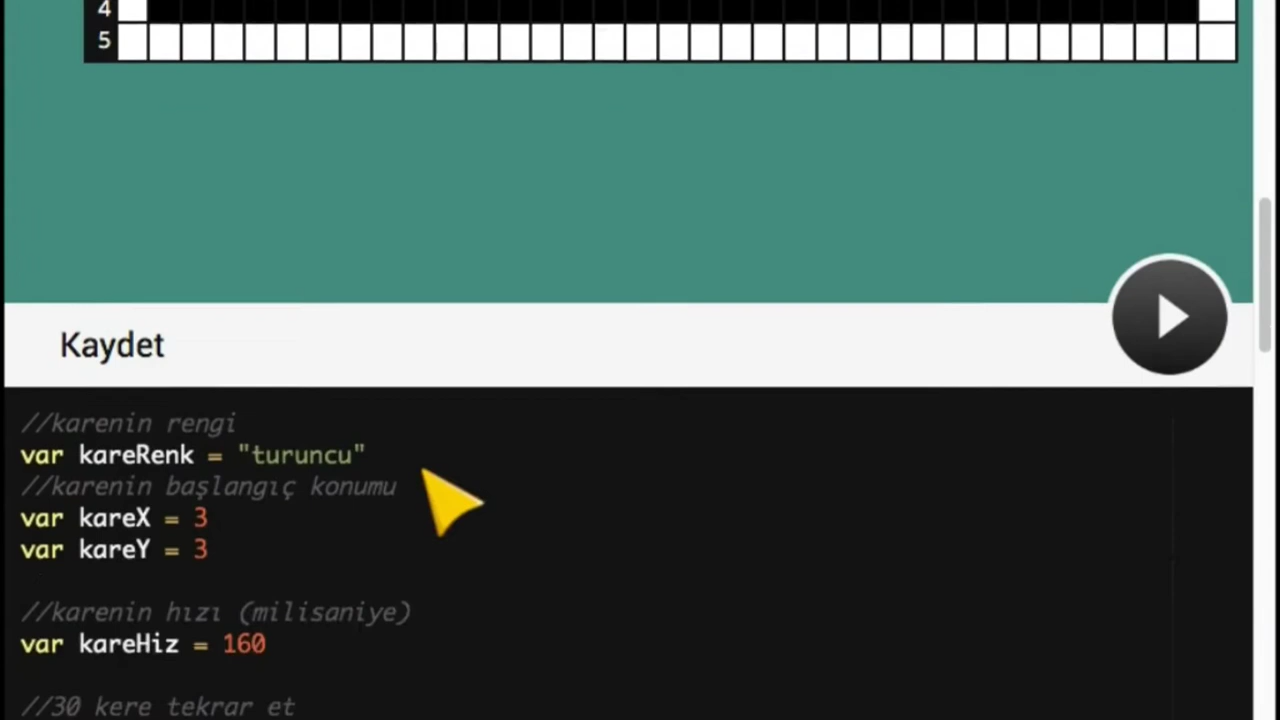 4
5
Kaydet
//karenin rengi
var kareRenk = "turuncu"
//karenin başlangıç konumu
var kareX = 3
var kareY = 3
//karenin hızı (milisaniye)
var kareHiz = 160
//30 kere tekrar et